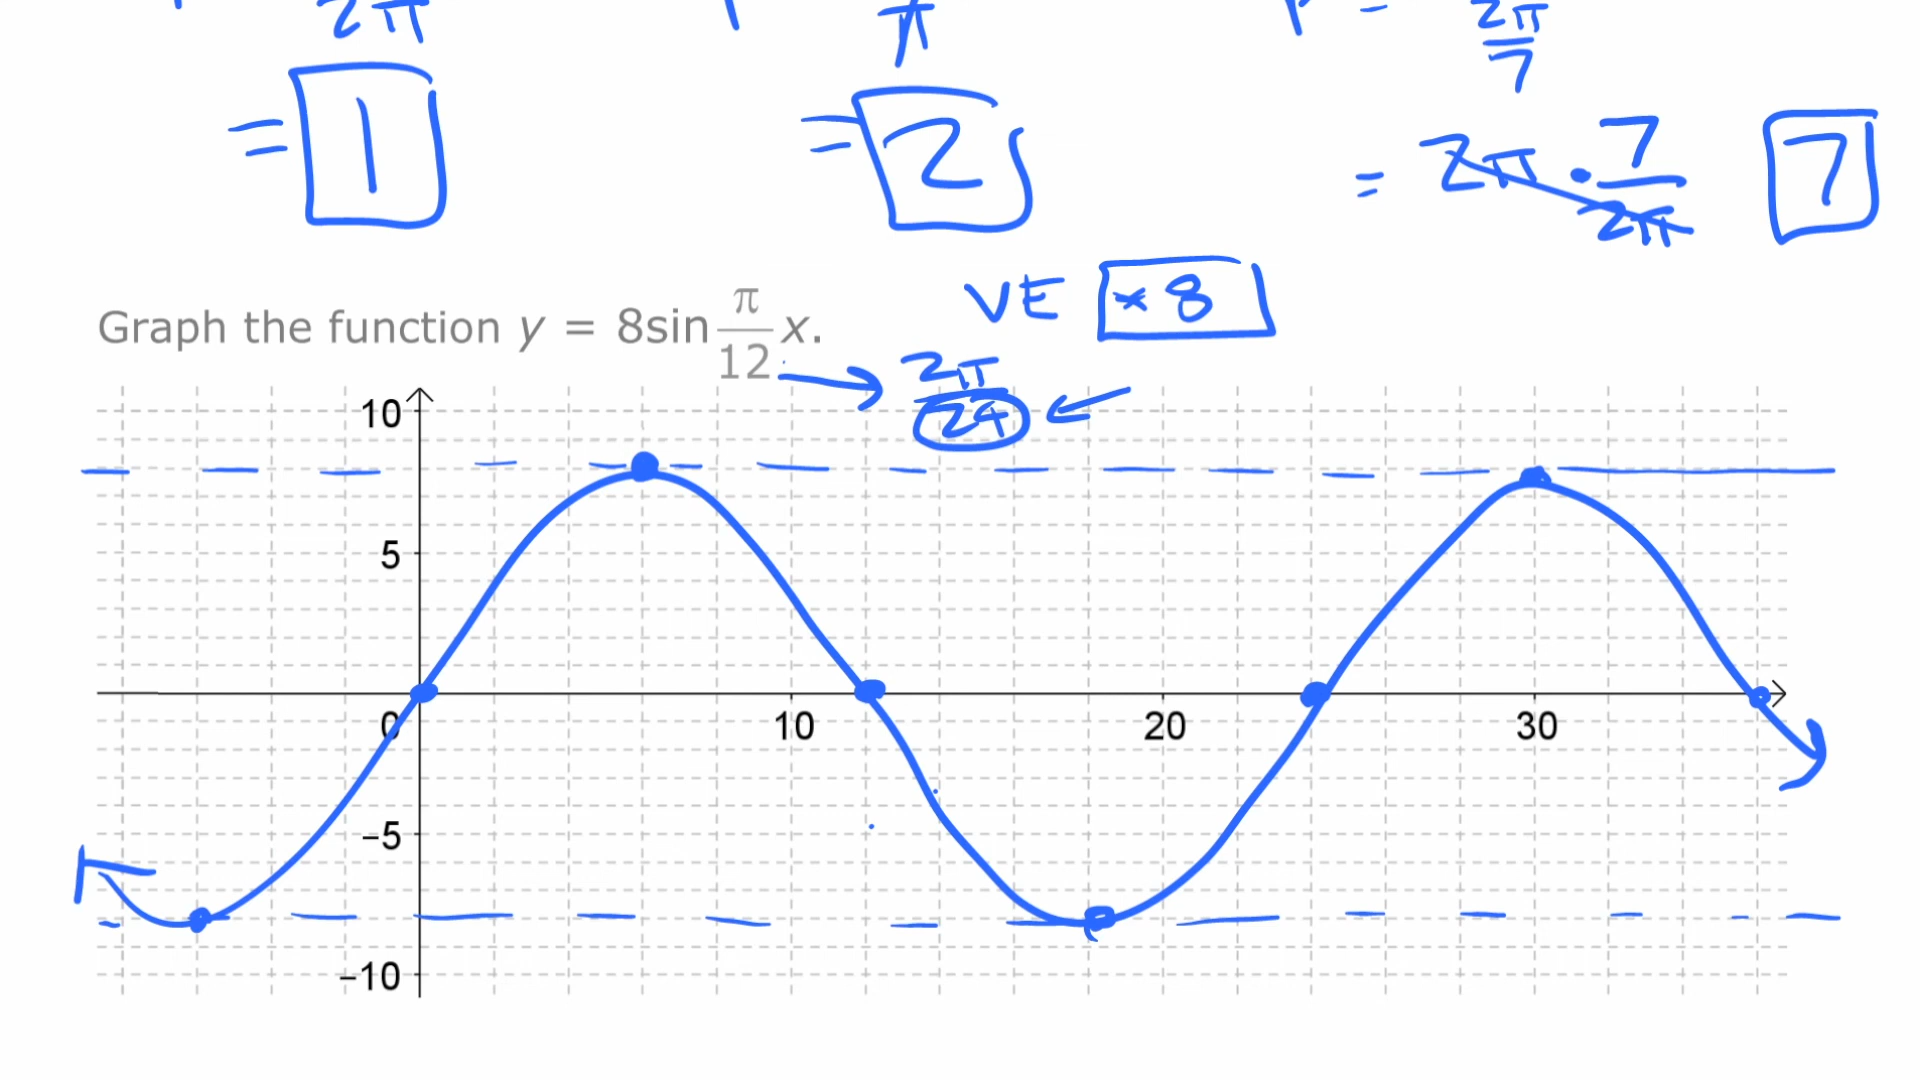 2π
π
p = 2π/7
= 1
= 2
= 2π · 7/2π
7
VE × 8
Graph the function y = 8sin π/12 x.
2π/24
10
5
0 10 20 30
−5
−10